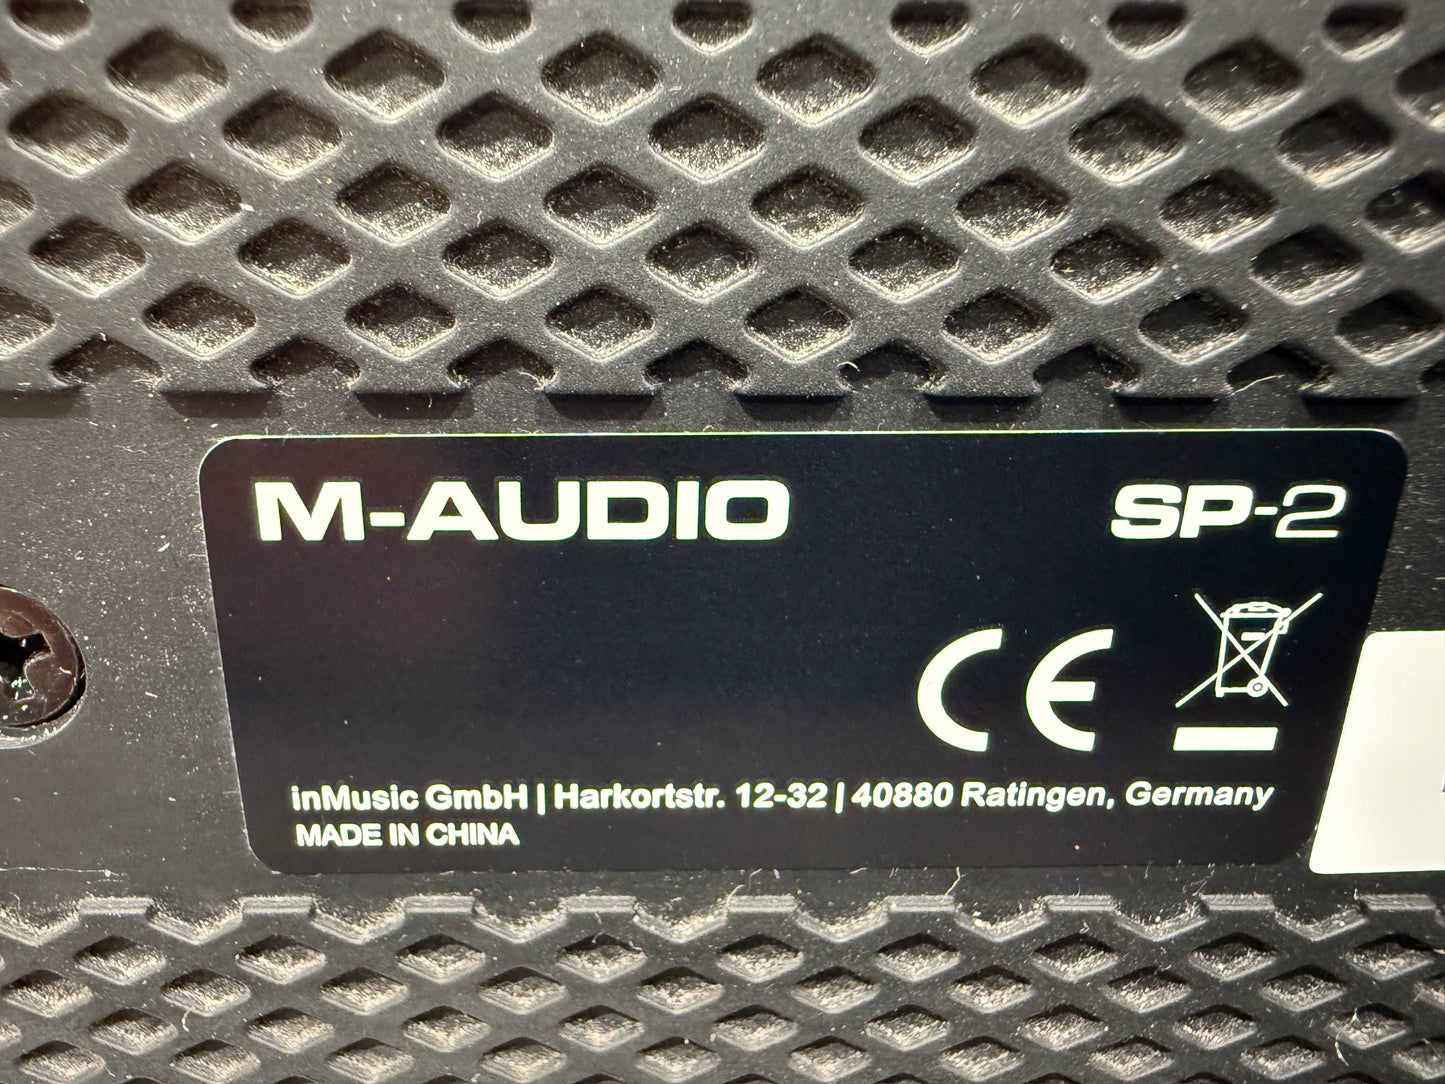 M-AUDIO
SP-2
CE
inMusic GmbH | Harkortstr. 12-32 | 40880 Ratingen, Germany
MADE IN CHINA